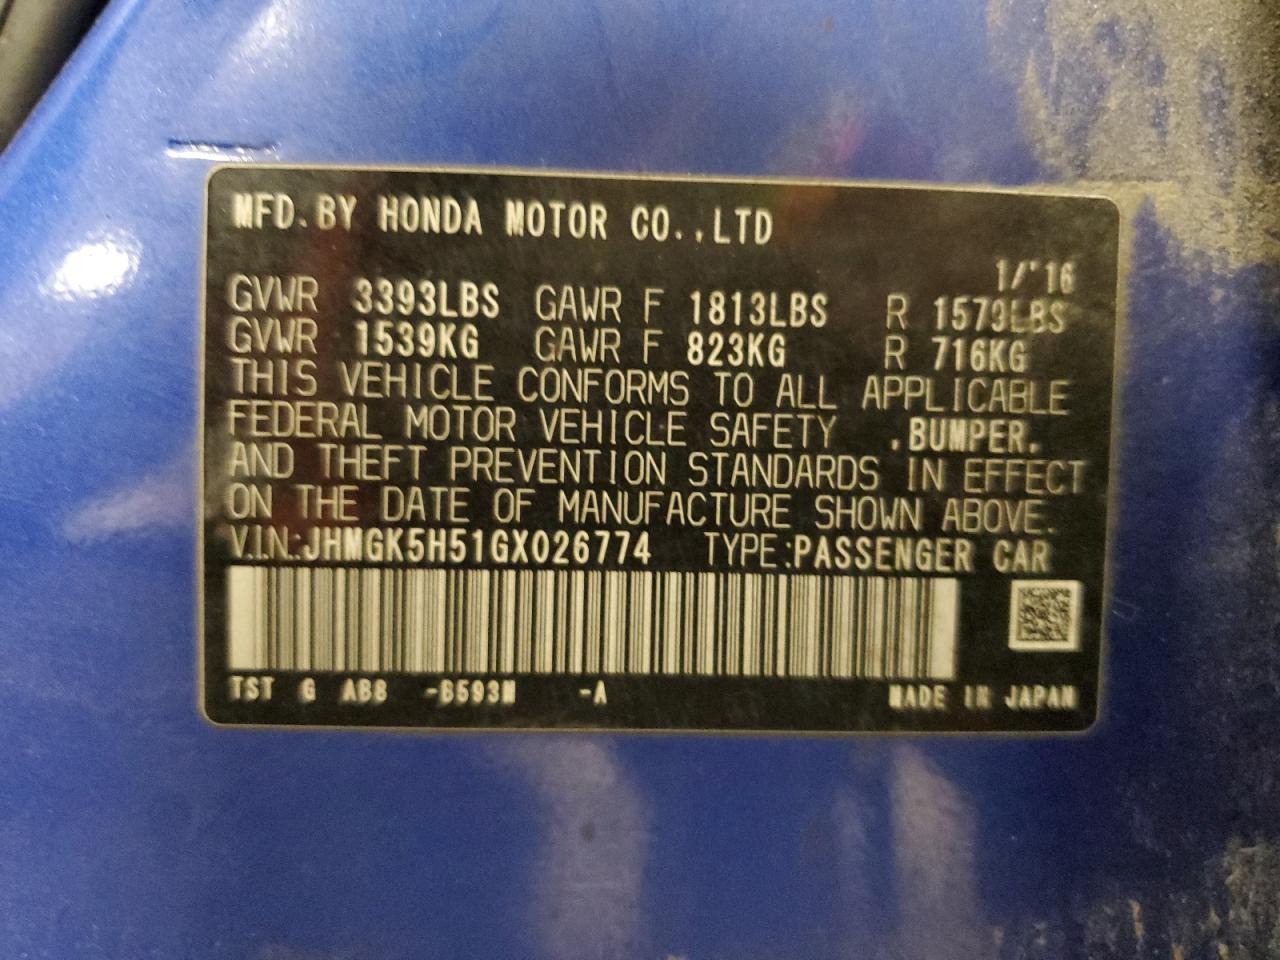 MFD. BY HONDA MOTOR CO.,LTD
1/'16
GVWR 3393LBS GAWR F 1813LBS R 1579LBS
GVWR 1539KG GAWR F 823KG R 716KG
THIS VEHICLE CONFORMS TO ALL APPLICABLE
FEDERAL MOTOR VEHICLE SAFETY ,BUMPER,
AND THEFT PREVENTION STANDARDS IN EFFECT
ON THE DATE OF MANUFACTURE SHOWN ABOVE.
V.I.N.:JHMGK5H51GX026774 TYPE:PASSENGER CAR
TST G AB8 -B593M -A MADE IN JAPAN